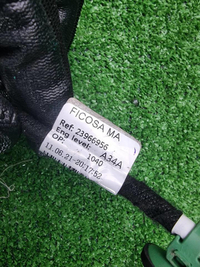 FICOSA MA
Ref: 23966956
Eng level: A34A
OP: 1040
11.06.21-20:17:52